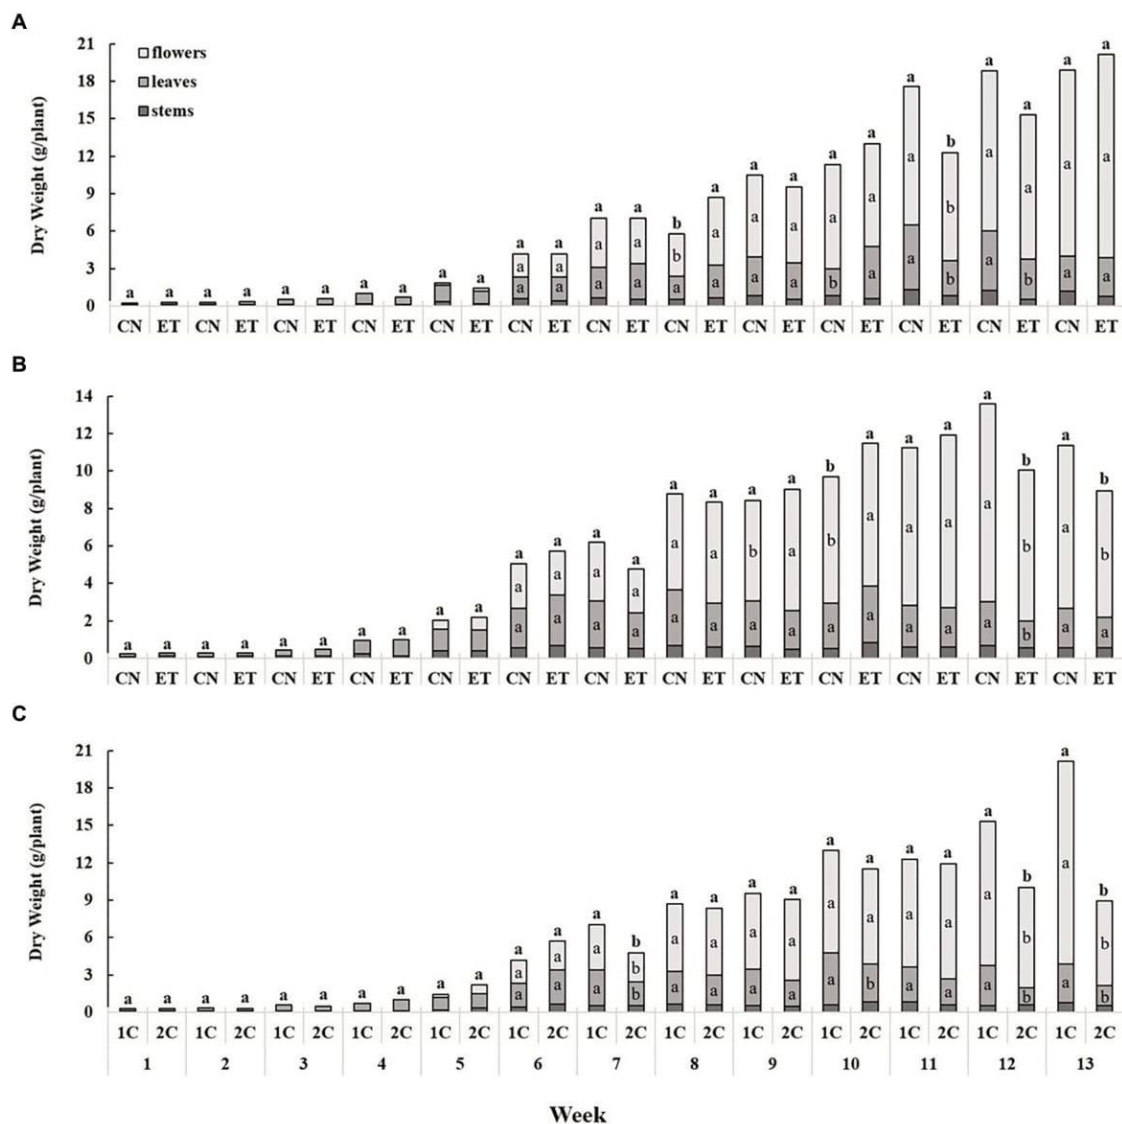 A
Dry Weight (g/plant)
21
18
15
12
9
6
3
0
flowers
leaves
stems
a a a a a a a a a a a a a a b a a a a a a b a a a a
a a a a b a a a a a a b a a a a
a a a a a a a a b a a b a b a a
CN ET CN ET CN ET CN ET CN ET CN ET CN ET CN ET CN ET CN ET CN ET CN ET CN ET
B
Dry Weight (g/plant)
14
12
10
8
6
4
2
0
a a a a a a a a a a a a a a a a a a b a a a a b a b
a a a a a a b a b a a a a b a b
a a a a a a a a a a a a a b a a
CN ET CN ET CN ET CN ET CN ET CN ET CN ET CN ET CN ET CN ET CN ET CN ET CN ET
C
Dry Weight (g/plant)
21
18
15
12
9
6
3
0
a a a a a a a a a a a a a b a a a a a a a a a b a b
a a a b a a a a a a a a a b a b
a a a b a a a a a b a a a b a b
1C 2C 1C 2C 1C 2C 1C 2C 1C 2C 1C 2C 1C 2C 1C 2C 1C 2C 1C 2C 1C 2C 1C 2C 1C 2C
1 2 3 4 5 6 7 8 9 10 11 12 13
Week